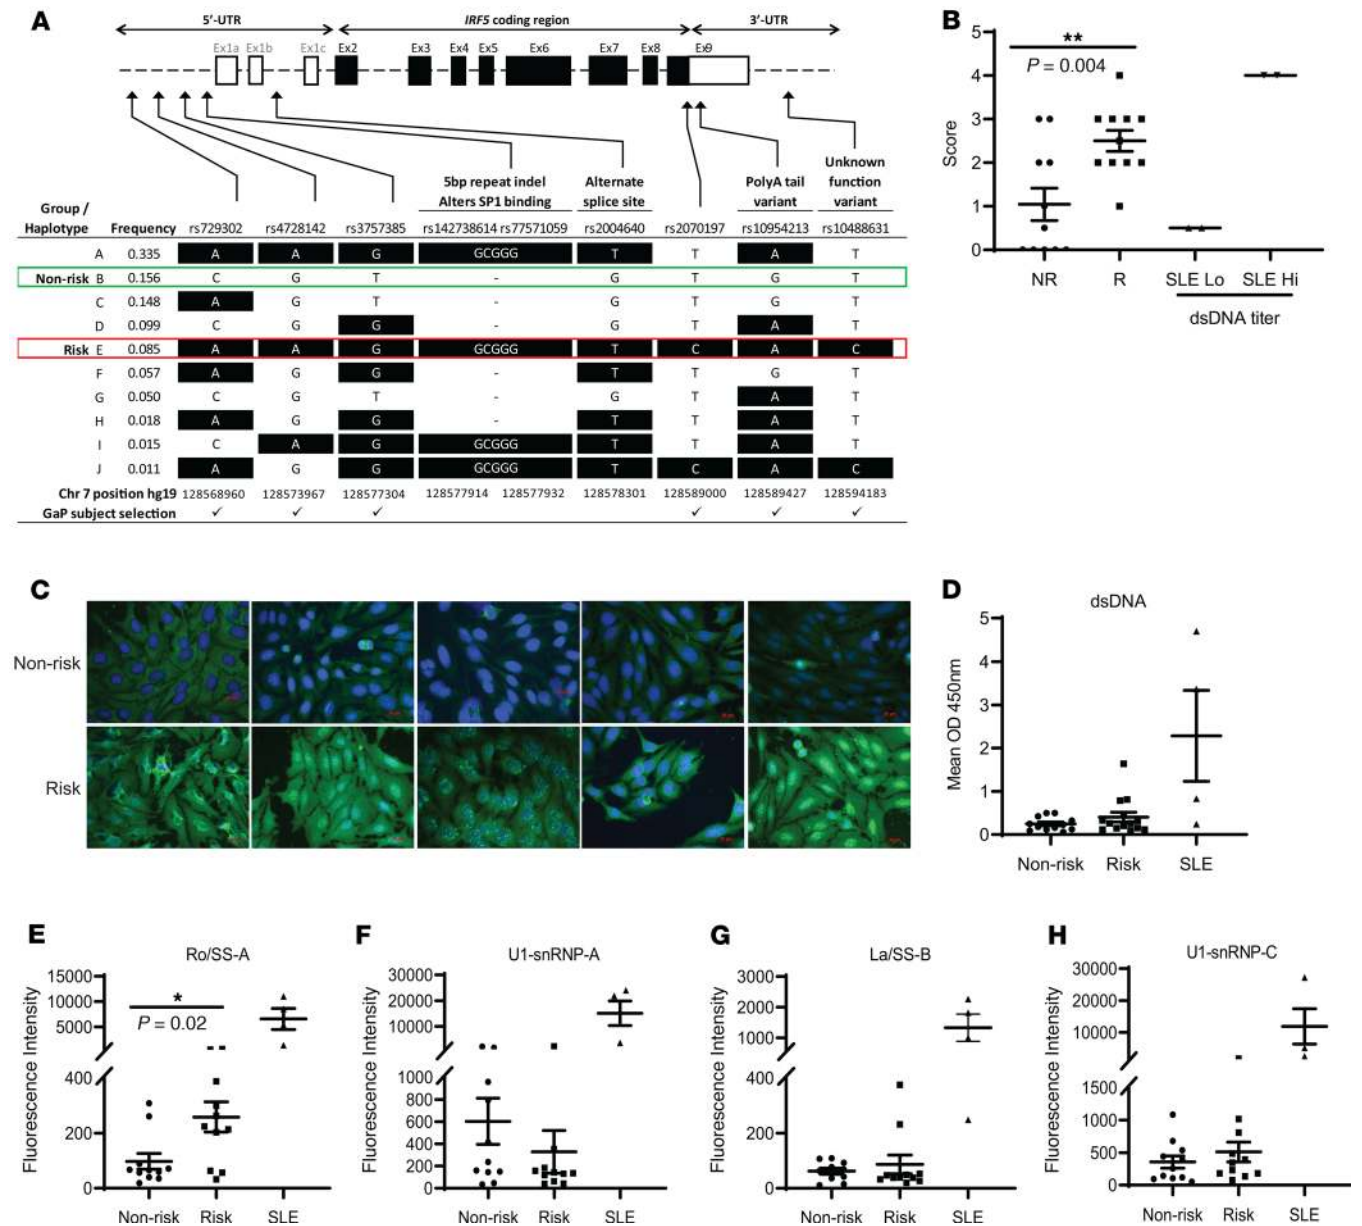 A
5'-UTR IRF5 coding region 3'-UTR
Ex1a Ex1b Ex1c Ex2 Ex3 Ex4 Ex5 Ex6 Ex7 Ex8 Ex9
Unknown
5bp repeat indel Alternate PolyA tail function
Group / Alters SP1 binding splice site variant variant
Haplotype Frequency rs729302 rs4728142 rs3757385 rs142738614 rs77571059 rs2004640 rs2070197 rs10954213 rs10488631
A 0.335 A A G GCGGG T T A T
Non-risk B 0.156 C G T - G T G T
C 0.148 A G T - G T G T
D 0.099 C G G - G T A T
Risk E 0.085 A A G GCGGG T C A C
F 0.057 A G G - T T G T
G 0.050 C G T - G T A T
H 0.018 A G G - T T A T
I 0.015 C A G GCGGG T T A T
J 0.011 A G G GCGGG T C A C
Chr 7 position hg19 128568960 128573967 128577304 128577914 128577932 128578301 128589000 128589427 128594183
GaP subject selection ✓ ✓ ✓ ✓ ✓ ✓
B
5
4
3
2
1
0
Score
**
P = 0.004
NR R SLE Lo SLE Hi
dsDNA titer
C
Non-risk
Risk
D
dsDNA
5
4
3
2
1
0
Mean OD 450nm
Non-risk Risk SLE
E
Ro/SS-A
15000
10000
5000
400
200
0
Fluorescence Intensity
*
P = 0.02
Non-risk Risk SLE
F
U1-snRNP-A
30000
20000
10000
1000
800
600
400
200
0
Fluorescence Intensity
Non-risk Risk SLE
G
La/SS-B
3000
2000
1000
400
200
0
Fluorescence Intensity
Non-risk Risk SLE
H
U1-snRNP-C
30000
20000
10000
1500
1000
500
0
Fluorescence Intensity
Non-risk Risk SLE